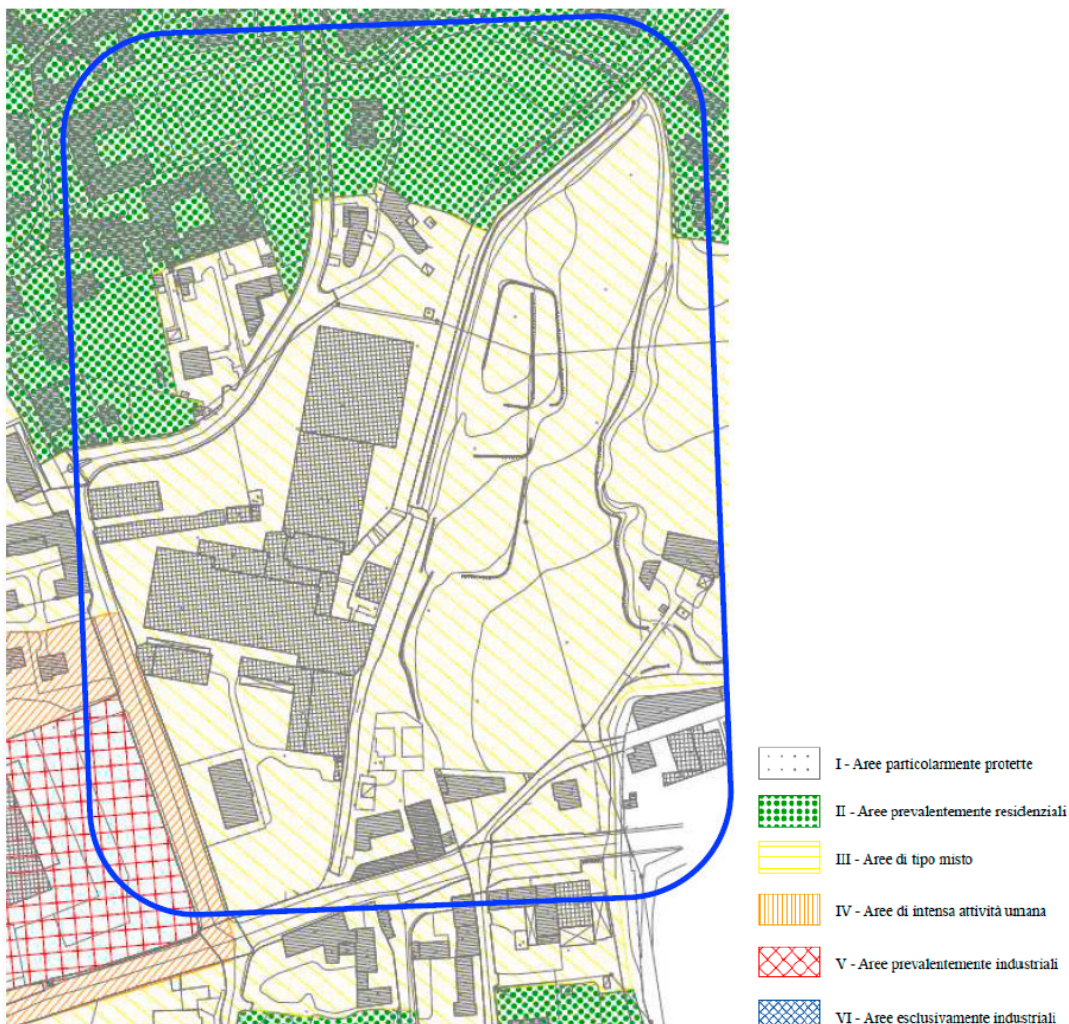 I - Aree particolarmente protette
II - Aree prevalentemente residenziali
III - Aree di tipo misto
IV - Aree di intensa attività umana
V - Aree prevalentemente industriali
VI - Aree esclusivamente industriali